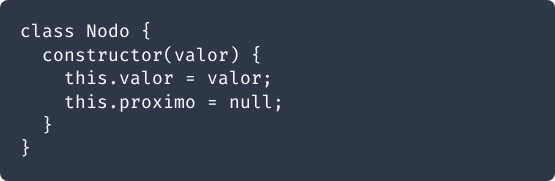 class Nodo {
  constructor(valor) {
    this.valor = valor;
    this.proximo = null;
  }
}